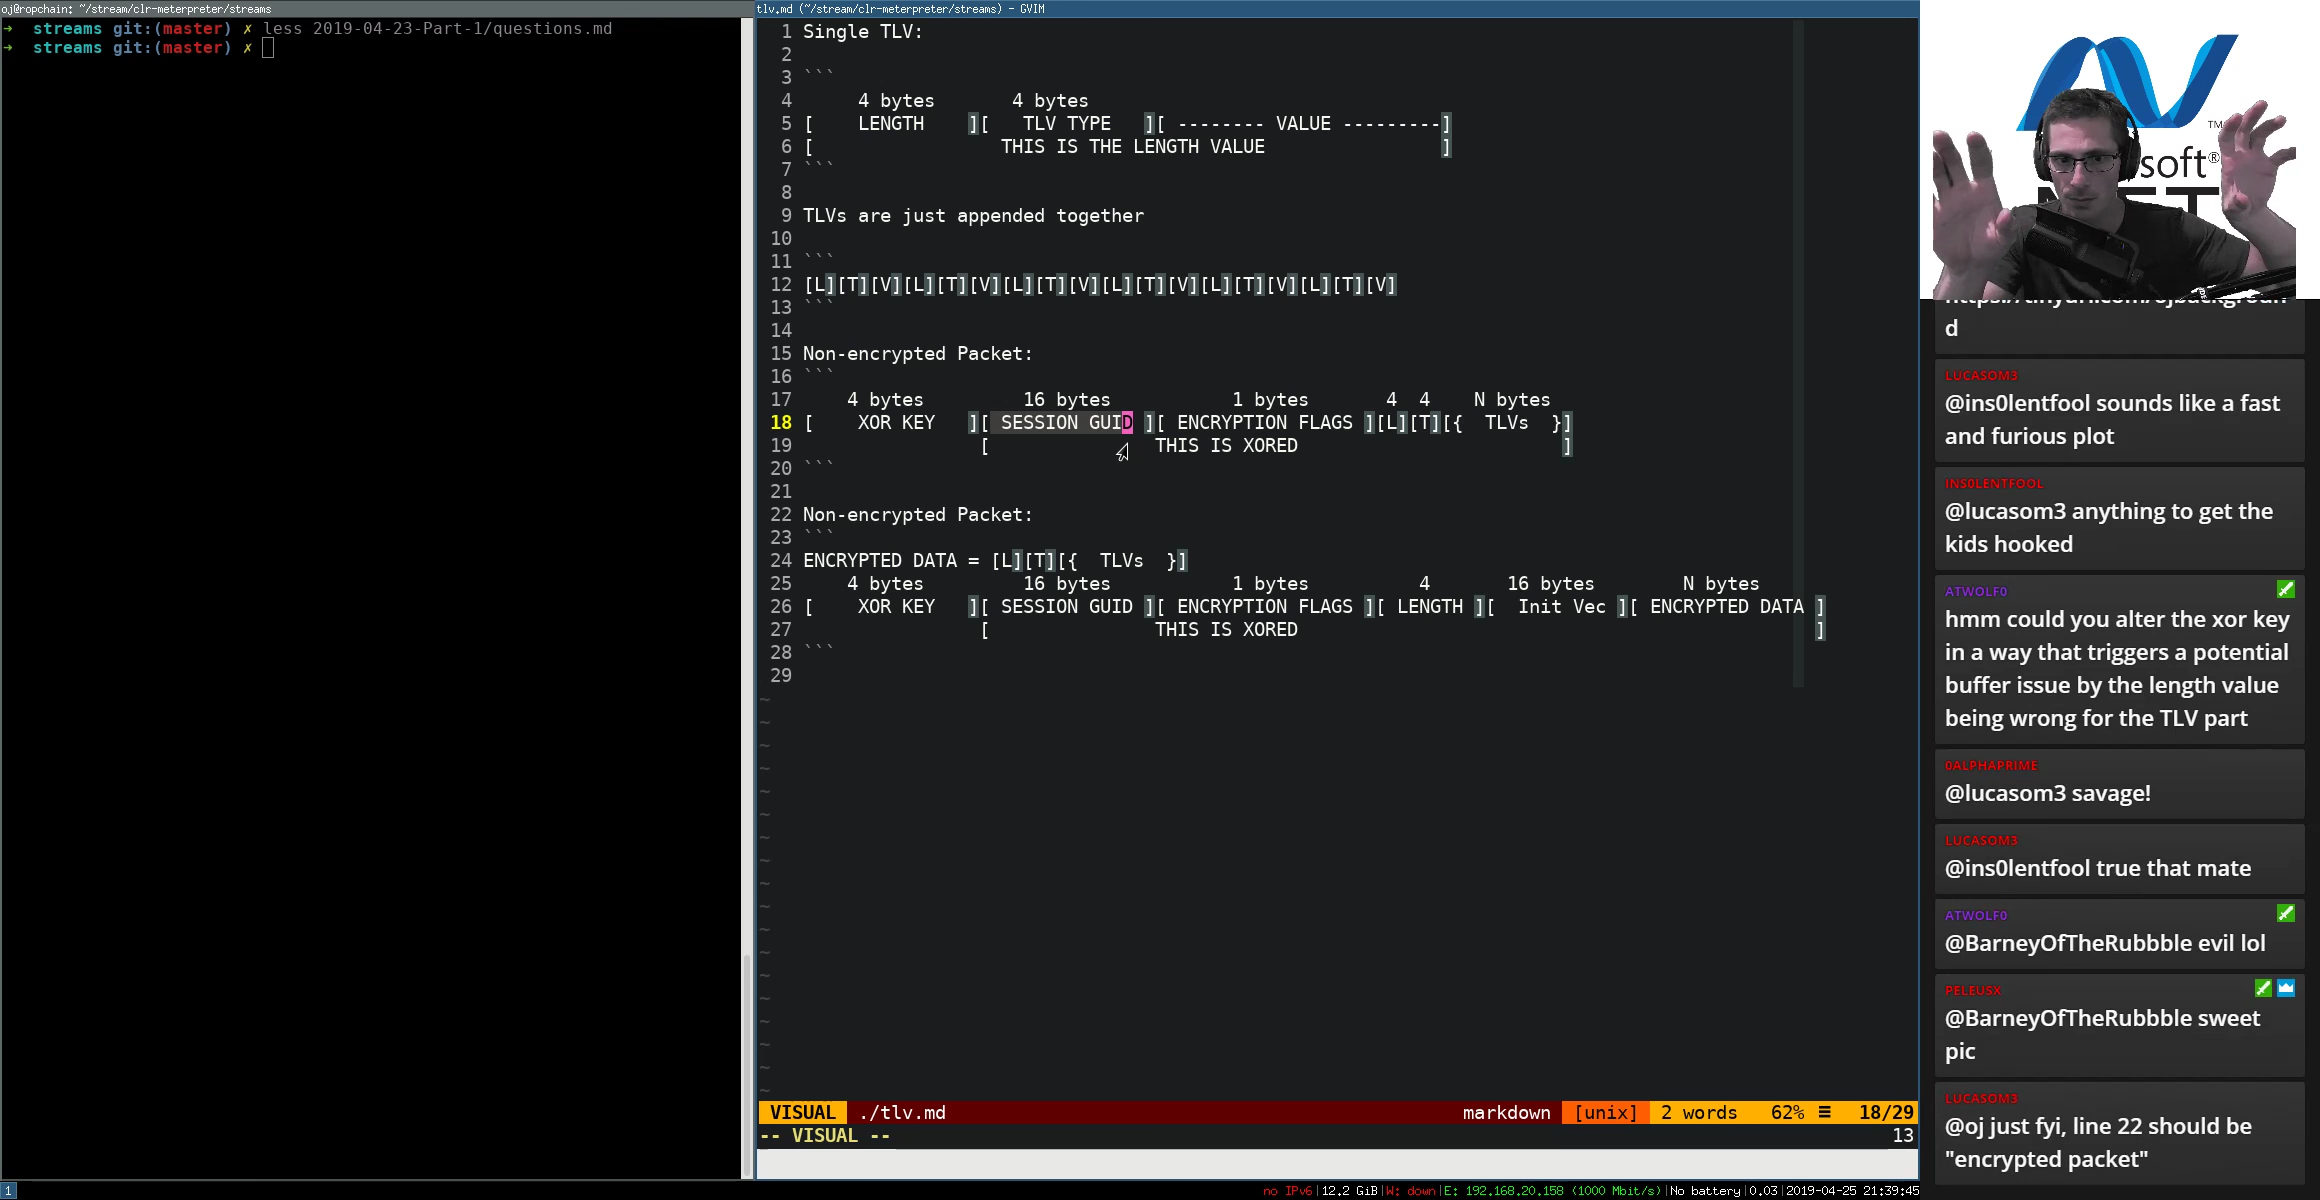 oj@ropchain: ~/stream/clr-meterpreter/streams
➜  streams git:(master) ✗ less 2019-04-23-Part-1/questions.md
➜  streams git:(master) ✗
tlv.md (~/stream/clr-meterpreter/streams) - GVIM
1 Single TLV:
2
3 ```
4      4 bytes       4 bytes
5 [    LENGTH    ][   TLV TYPE   ][ -------- VALUE ---------]
6 [                 THIS IS THE LENGTH VALUE                ]
7 ```
8
9 TLVs are just appended together
10
11 ```
12 [L][T][V][L][T][V][L][T][V][L][T][V][L][T][V][L][T][V]
13 ```
14
15 Non-encrypted Packet:
16 ```
17     4 bytes         16 bytes           1 bytes       4  4    N bytes
18 [    XOR KEY   ][ SESSION GUID ][ ENCRYPTION FLAGS ][L][T][{  TLVs  }]
19                 [               THIS IS XORED                        ]
20 ```
21
22 Non-encrypted Packet:
23 ```
24 ENCRYPTED DATA = [L][T][{  TLVs  }]
25     4 bytes         16 bytes           1 bytes          4       16 bytes        N bytes
26 [    XOR KEY   ][ SESSION GUID ][ ENCRYPTION FLAGS ][ LENGTH ][  Init Vec ][ ENCRYPTED DATA ]
27                 [               THIS IS XORED                                               ]
28 ```
29
VISUAL ./tlv.md markdown [unix] 2 words 62% ≡ 18/29
-- VISUAL -- 13
TM
soft®
d
LUCASOM3
@ins0lentfool sounds like a fast
and furious plot
INS0LENTFOOL
@lucasom3 anything to get the
kids hooked
ATWOLF0
hmm could you alter the xor key
in a way that triggers a potential
buffer issue by the length value
being wrong for the TLV part
0ALPHAPRIME
@lucasom3 savage!
LUCASOM3
@ins0lentfool true that mate
ATWOLF0
@BarneyOfTheRubbble evil lol
PELEUSX
@BarneyOfTheRubbble sweet
pic
LUCASOM3
@oj just fyi, line 22 should be
"encrypted packet"
1
no IPv6|12.2 GiB|W: down|E: 192.168.20.158 (1000 Mbit/s)|No battery|0.03|2019-04-25 21:39:45